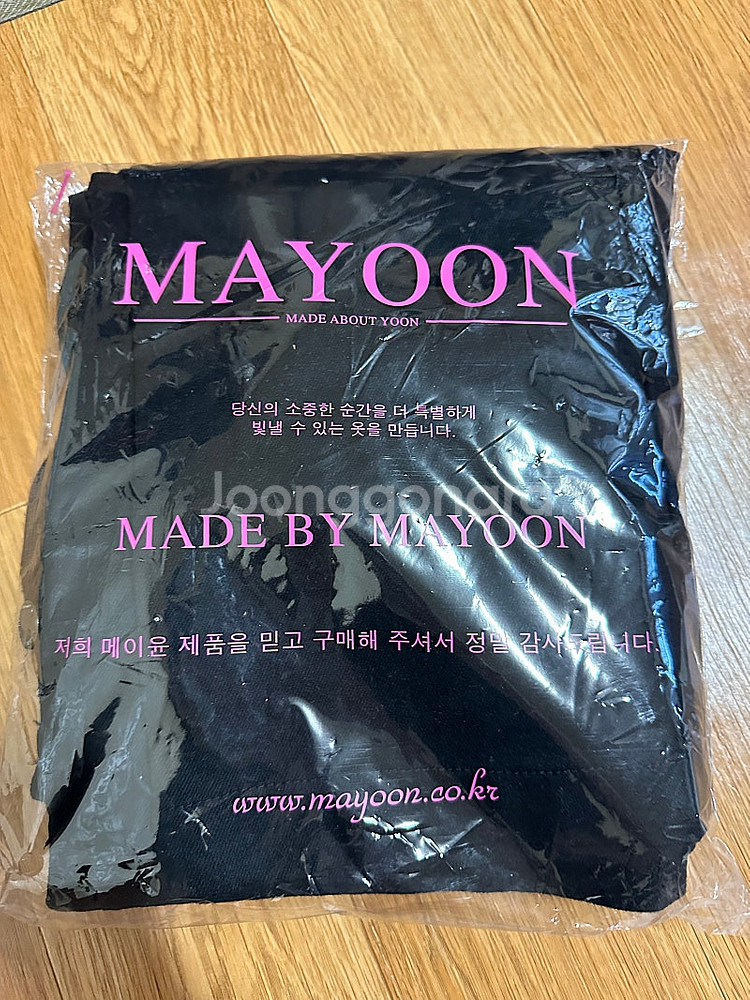 MAYOON
MADE ABOUT YOON
당신의 소중한 순간을 더 특별하게
빛낼 수 있는 옷을 만듭니다.
Joonggonara
MADE BY MAYOON
저희 메이윤 제품을 믿고 구매해 주셔서 정말 감사드립니다.
www.mayoon.co.kr